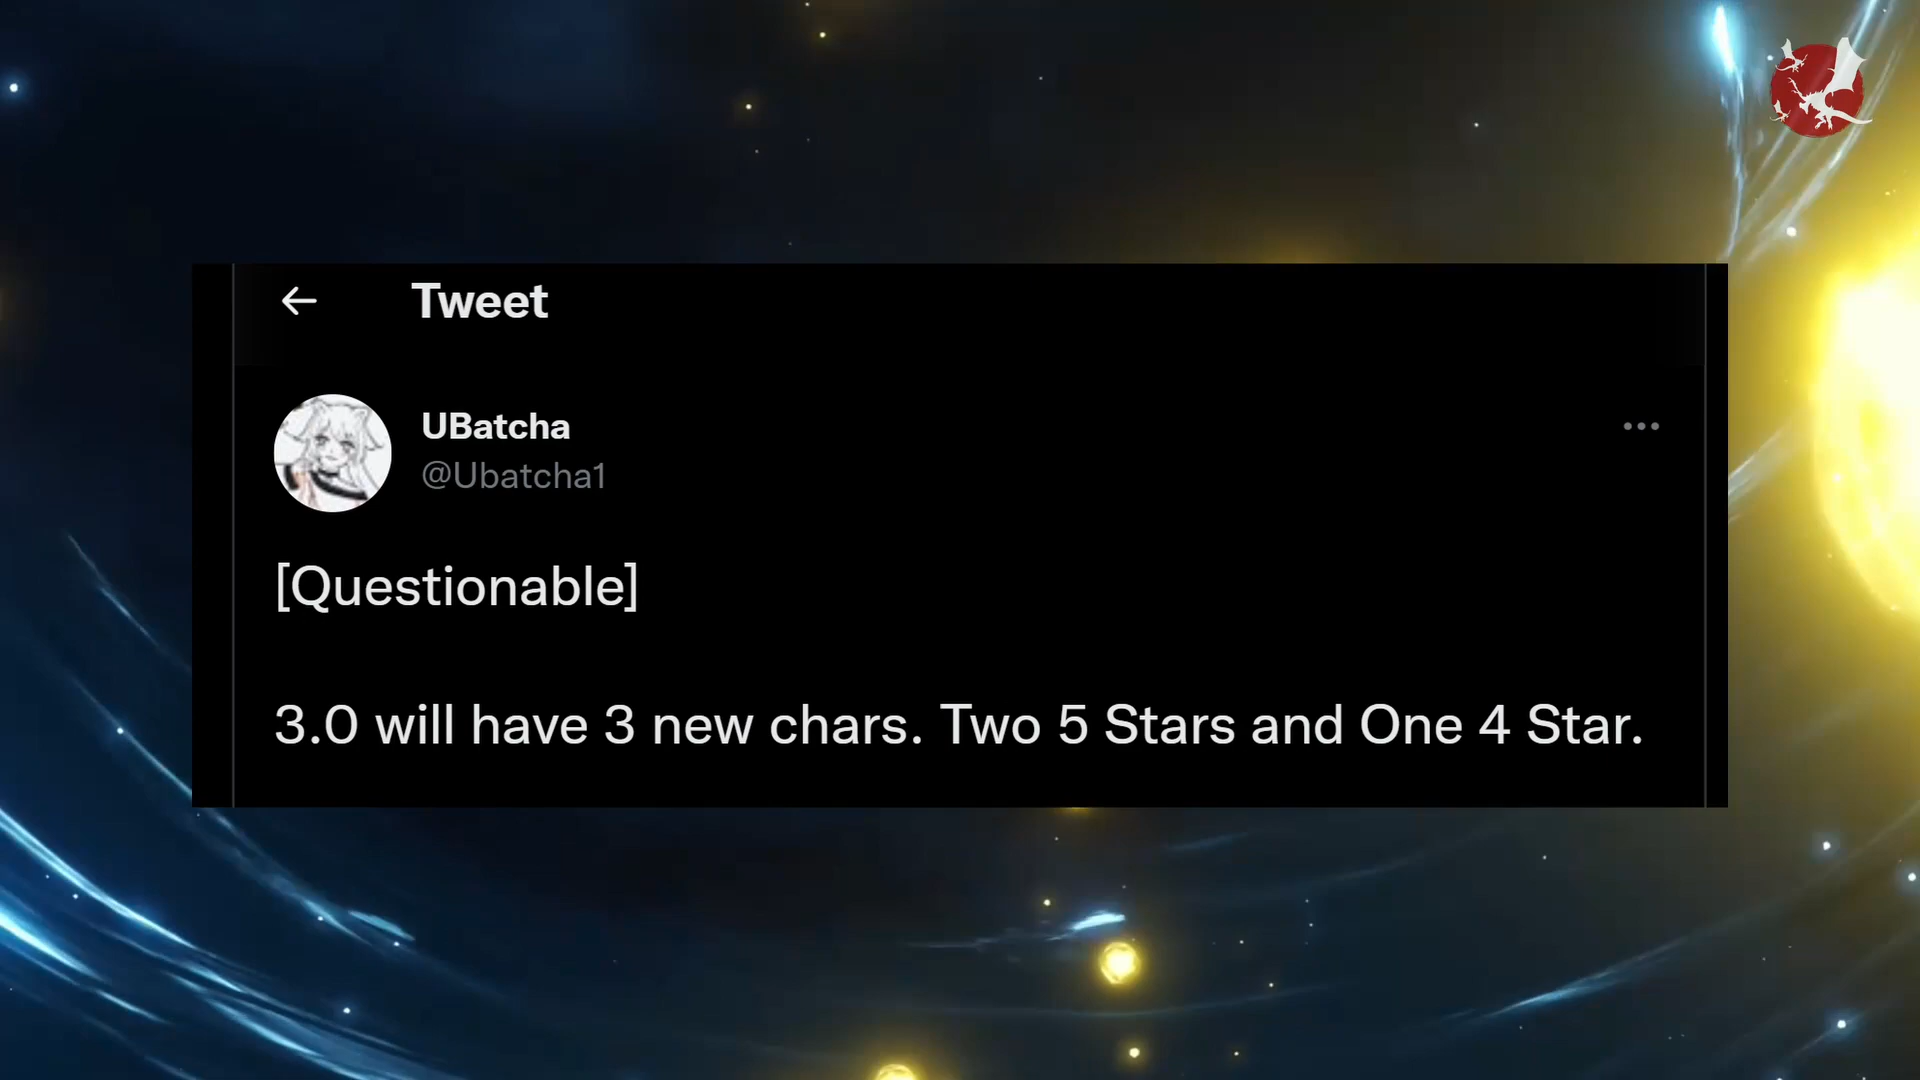 Tweet
UBatcha
@Ubatcha1
[Questionable]
3.0 will have 3 new chars. Two 5 Stars and One 4 Star.